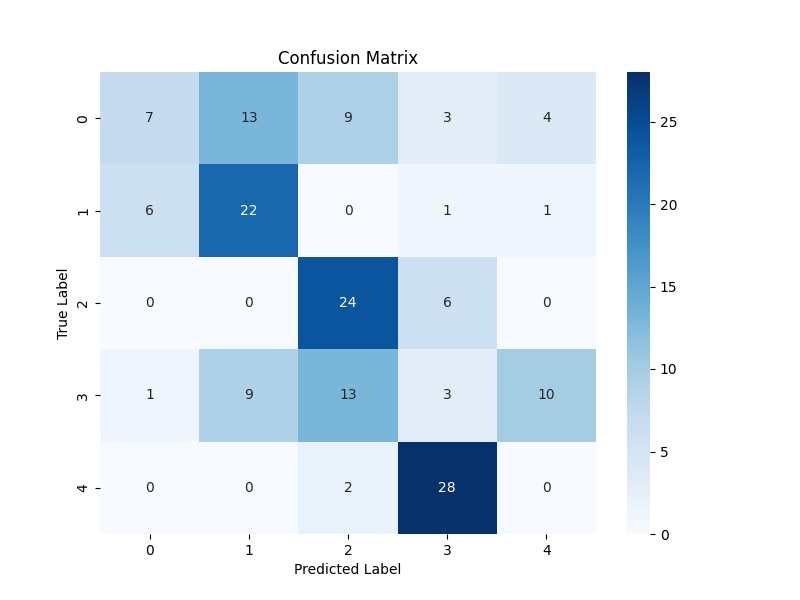 Confusion Matrix
0 7 13 9 3 4
1 6 22 0 1 1
2 0 0 24 6 0
3 1 9 13 3 10
4 0 0 2 28 0
0 1 2 3 4
Predicted Label
True Label
25
20
15
10
5
0